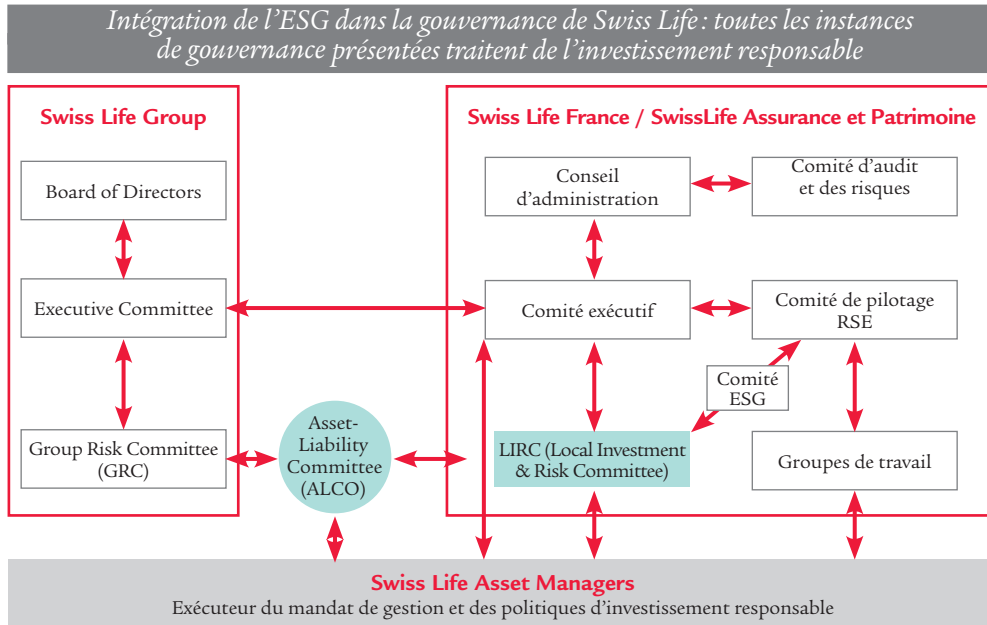 Intégration de l’ESG dans la gouvernance de Swiss Life : toutes les instances
de gouvernance présentées traitent de l’investissement responsable
Swiss Life Group
Board of Directors
Executive Committee
Group Risk Committee
(GRC)
Asset-
Liability
Committee
(ALCO)
Swiss Life France / SwissLife Assurance et Patrimoine
Conseil
d’administration
Comité d’audit
et des risques
Comité exécutif
Comité de pilotage
RSE
Comité
ESG
LIRC (Local Investment
& Risk Committee)
Groupes de travail
Swiss Life Asset Managers
Exécuteur du mandat de gestion et des politiques d’investissement responsable